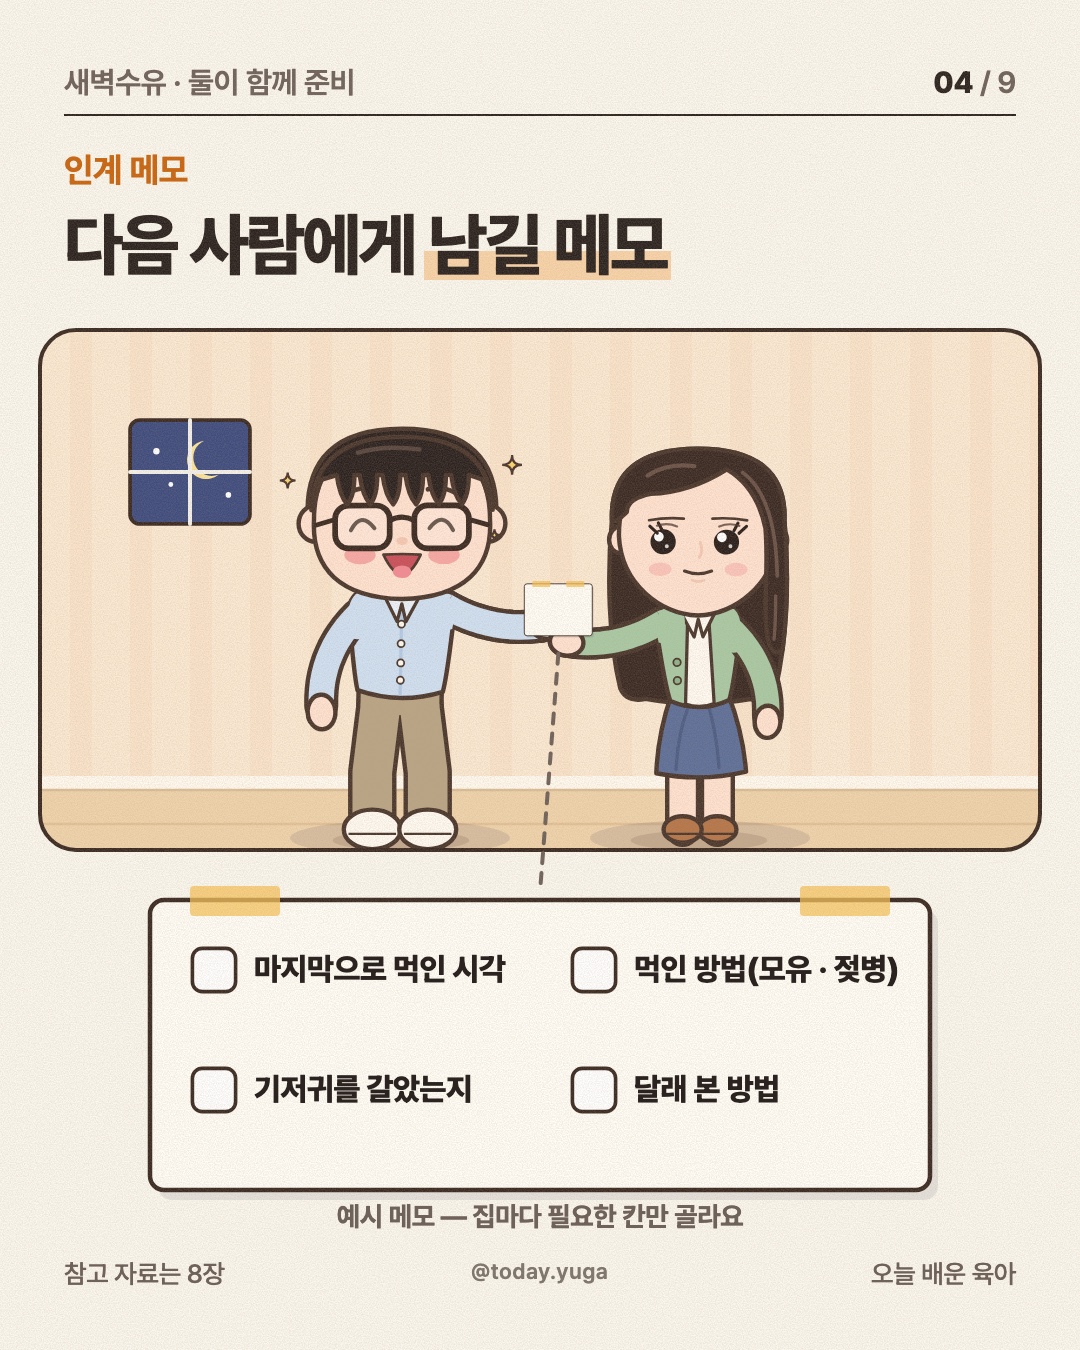 새벽수유 · 둘이 함께 준비
04 / 9
인계 메모
다음 사람에게 남길 메모
마지막으로 먹인 시각
먹인 방법(모유 · 젖병)
기저귀를 갈았는지
달래 본 방법
예시 메모 — 집마다 필요한 칸만 골라요
참고 자료는 8장
@today.yuga
오늘 배운 육아